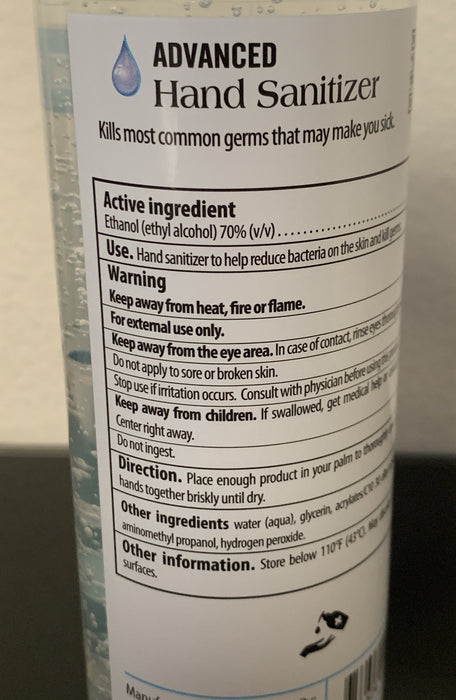 ADVANCED
Hand Sanitizer
Kills most common germs that may make you sick.
Active ingredient
Ethanol (ethyl alcohol) 70% (v/v)..................
Use. Hand sanitizer to help reduce bacteria on the skin and kill germs
Warning
Keep away from heat, fire or flame.
For external use only.
Keep away from the eye area. In case of contact, rinse eyes
Do not apply to sore or broken skin.
Stop use if irritation occurs. Consult with physician before using
Keep away from children. If swallowed, get medical help
Center right away.
Do not ingest.
Direction. Place enough product in your palm to thoroughly
hands together briskly until dry.
Other ingredients water (aqua), glycerin, acrylates/C10-30
aminomethyl propanol, hydrogen peroxide.
Other information. Store below 110°F (43°C). May
surfaces.